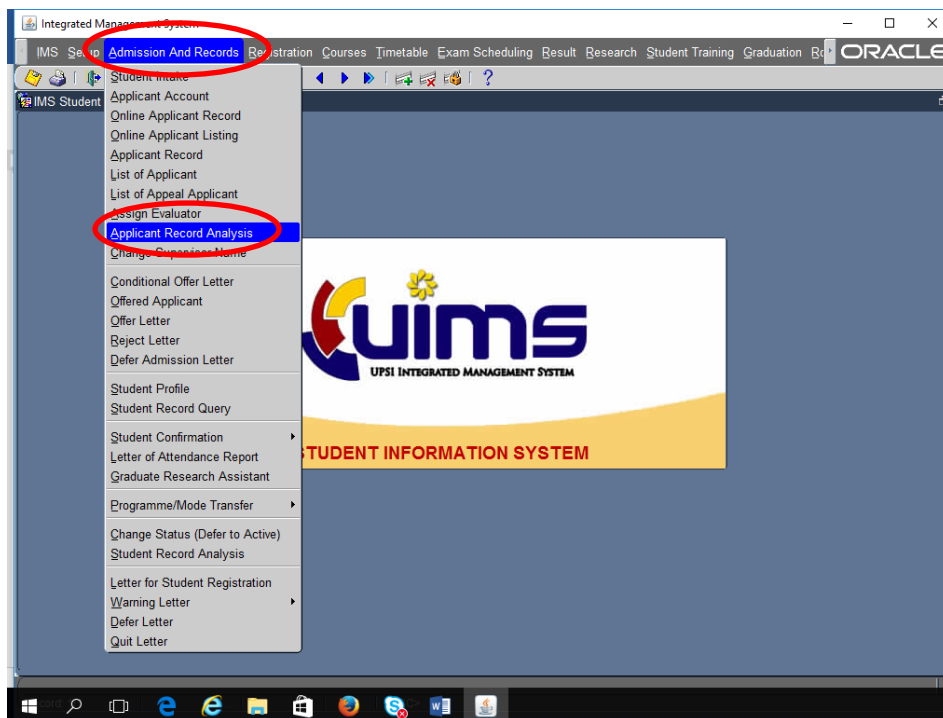 Integrated Management System
IMS Setup Admission And Records Registration Courses Timetable Exam Scheduling Result Research Student Training Graduation ORACLE
?
IMS Student
Student Intake
Applicant Account
Online Applicant Record
Online Applicant Listing
Applicant Record
List of Applicant
List of Appeal Applicant
Assign Evaluator
Applicant Record Analysis
Change Supervisor Name
Conditional Offer Letter
Offered Applicant
Offer Letter
Reject Letter
Defer Admission Letter
Student Profile
Student Record Query
Student Confirmation
Letter of Attendance Report
Graduate Research Assistant
Programme/Mode Transfer
Change Status (Defer to Active)
Student Record Analysis
Letter for Student Registration
Warning Letter
Defer Letter
Quit Letter
uims
UPSI INTEGRATED MANAGEMENT SYSTEM
STUDENT INFORMATION SYSTEM